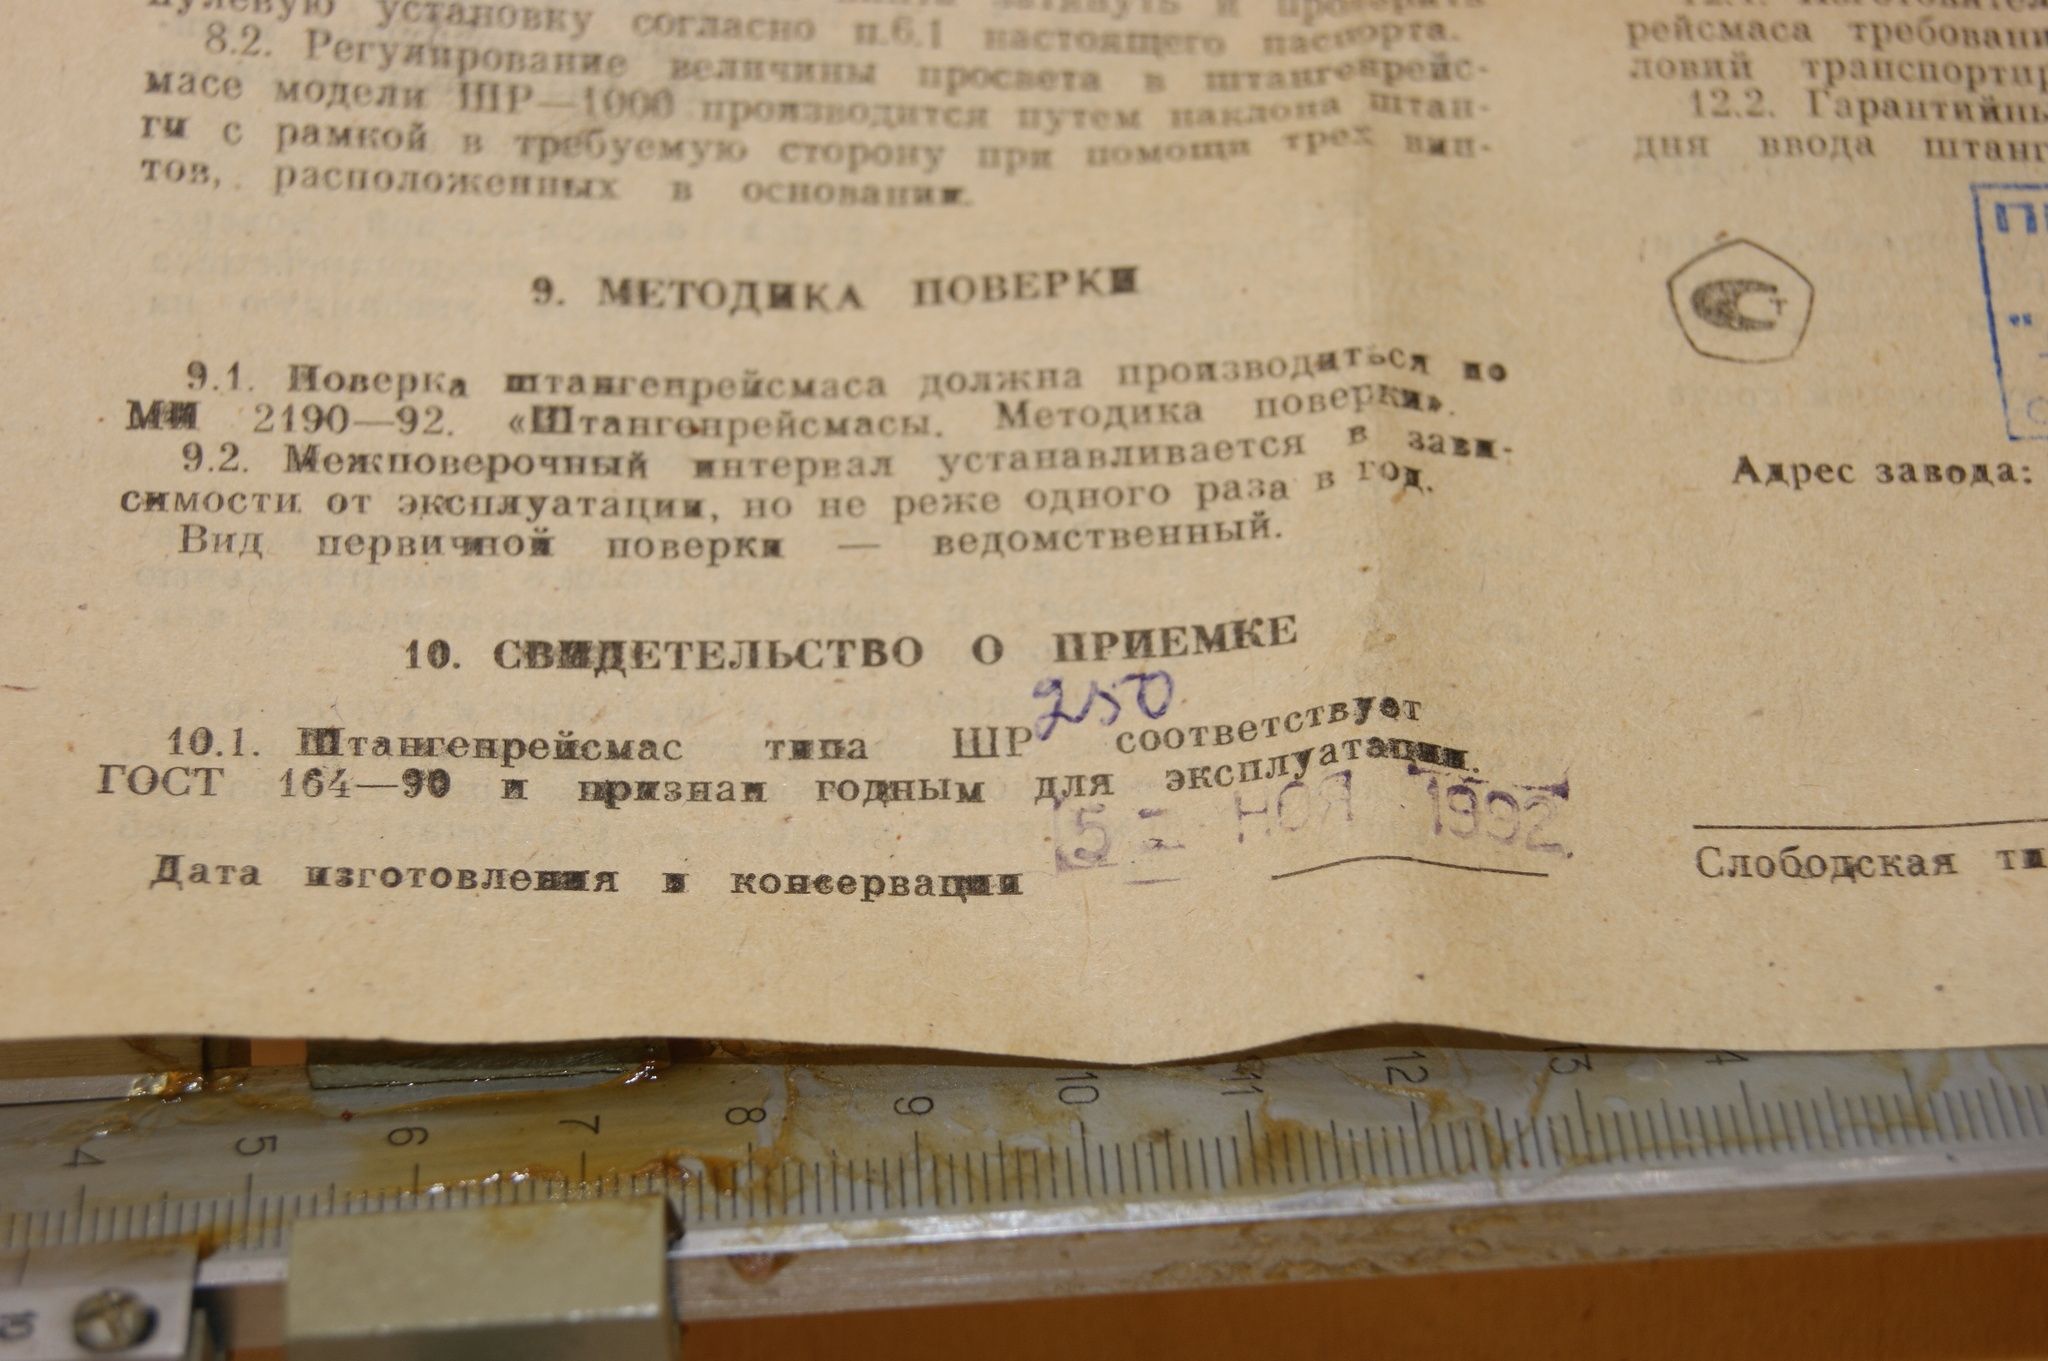 нулевую установку согласно п.6.1 настоящего паспорта.
8.2. Регулирование величины просвета в штангенрейс-
масе модели ШР—1000 производится путем наклона штан-
ги с рамкой в требуемую сторону при помощи трех вин-
тов, расположенных в основании.
9. МЕТОДИКА ПОВЕРКИ
9.1. Поверка штангенрейсмаса должна производиться по
МИ 2190—92. «Штангенрейсмасы. Методика поверки».
9.2. Межповерочный интервал устанавливается в зави-
симости от эксплуатации, но не реже одного раза в год.
Вид первичной поверки — ведомственный.
10. СВИДЕТЕЛЬСТВО О ПРИЕМКЕ
10.1. Штангенрейсмас типа ШР 250 соответствует
ГОСТ 164—90 и признан годным для эксплуатации.
Дата изготовления и консервации НОЯ 1992
рейсмаса требовани
ловий транспортир
12.2. Гарантийны
дня ввода штанг
Адрес завода:
Слободская ти
4 5 6 7 8 9 10 11 12 13 14